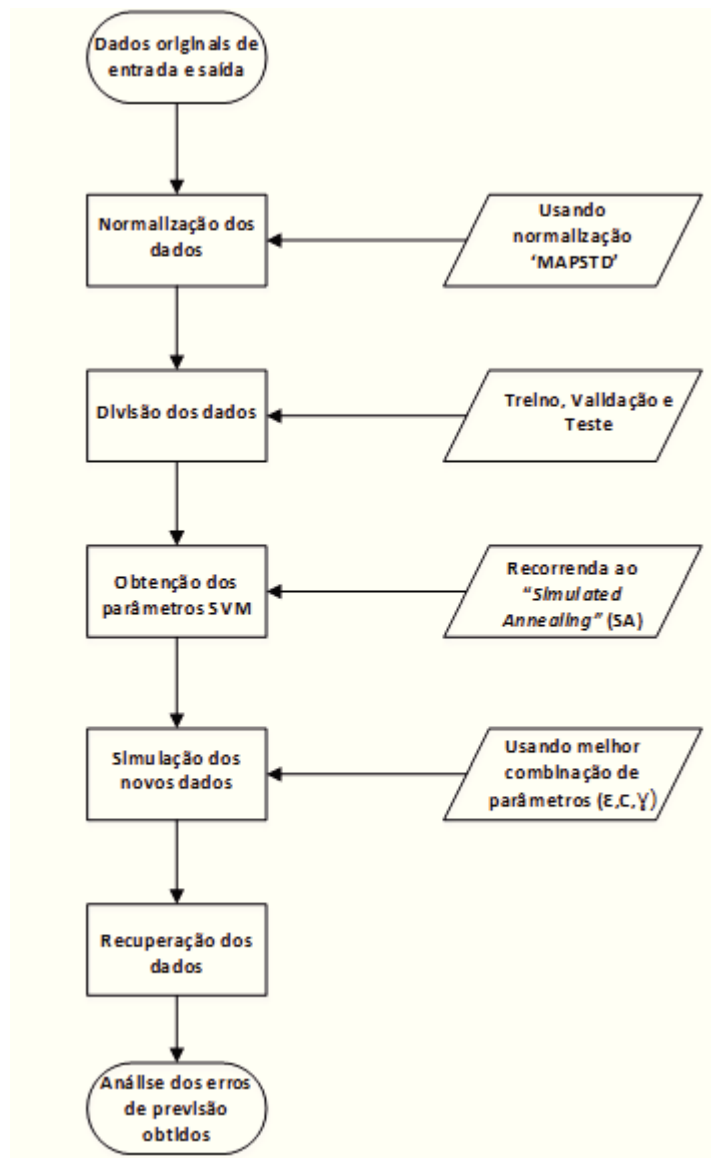 Dados originais de
entrada e saída
Normalização dos
dados
Usando
normalização
‘MAPSTD’
Divisão dos dados
Treino, Validação e
Teste
Obtenção dos
parâmetros SVM
Recorrenda ao
“Simulated
Annealing” (SA)
Simulação dos
novos dados
Usando melhor
combinação de
parâmetros (ε,C,γ)
Recuperação dos
dados
Análise dos erros
de previsão
obtidos